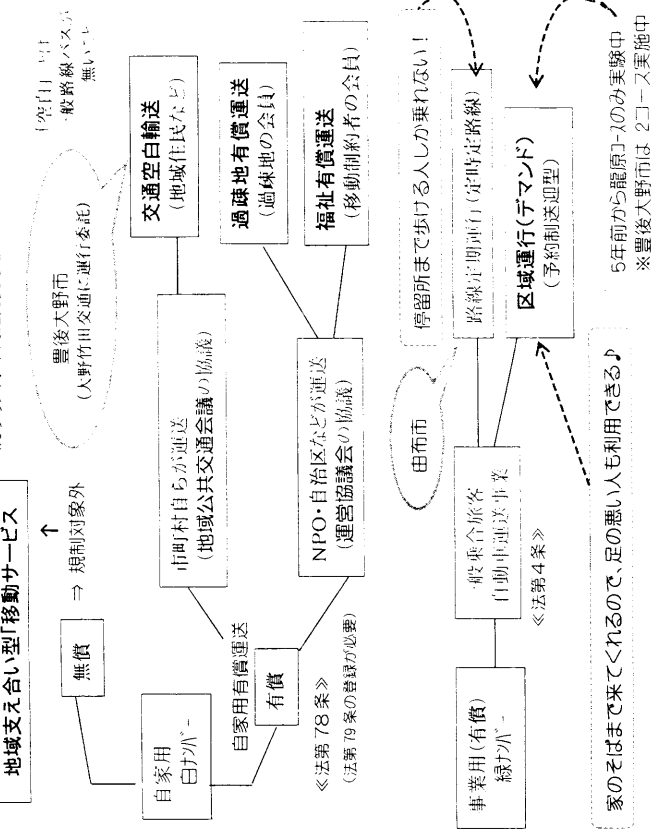 地域支え合い型「移動サービス
無償
⇒ 規制対象外
↑
自家用
白ナンバー
自家用有償運送
有償
≪法第78条≫
(法第79条の登録が必要)
市町村自らが運送
(地域公共交通会議の協議)
NPO・自治区などが運送
(運営協議会の協議)
豊後大野市
(大野竹田交通に運行委託)
般路線バスが
無い
交通空白輸送
(地域住民など)
過疎地有償運送
(過疎地の会員)
福祉有償運送
(移動制約者の会員)
事業用(有償)
緑ナンバー
一般乗合旅客
自動車運送事業
≪法第4条≫
由布市
停留所まで歩ける人しか乗れない!
路線定期運行(定時定路線)
区域運行(デマンド)
(予約制送迎型)
家のそばまで来てくれるので、足の悪い人も利用できる♪
5年前から龍原コースのみ実験中
※豊後大野市は 2コース実施中